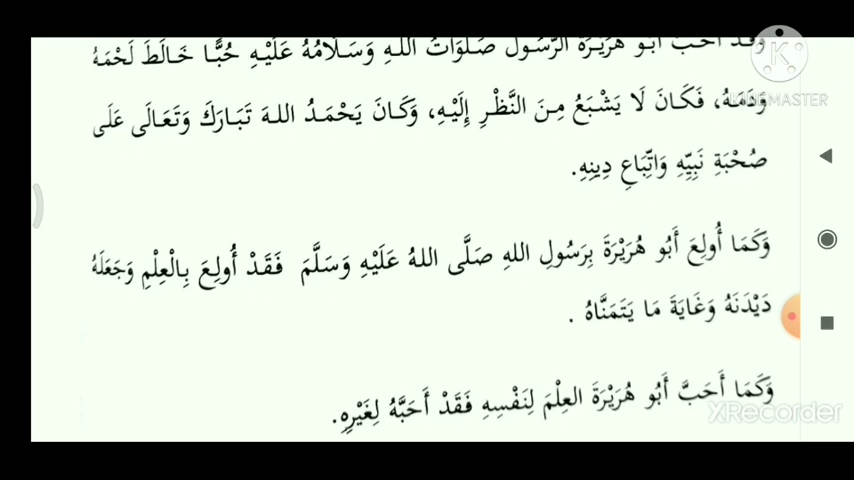 وَقَدْ أَحَبَّ أَبُو هُرَيْرَةَ الرَّسُولَ صَلَوَاتُ اللهِ وَسَلَامُهُ عَلَيْهِ حُبًّا خَالَطَ لَحْمَهُ
وَدَمَهُ، فَكَانَ لَا يَشْبَعُ مِنَ النَّظْرِ إِلَيْهِ، وَكَانَ يَحْمَدُ اللهَ تَبَارَكَ وَتَعَالَى عَلَى
صُحْبَةِ نَبِيِّهِ وَاتِّبَاعِ دِينِهِ.
وَكَمَا أُولِعَ أَبُو هُرَيْرَةَ بِرَسُولِ اللهِ صَلَّى اللهُ عَلَيْهِ وَسَلَّمَ فَقَدْ أُولِعَ بِالْعِلْمِ وَجَعَلَهُ
دَيْدَنَهُ وَغَايَةَ مَا يَتَمَنَّاهُ .
وَكَمَا أَحَبَّ أَبُو هُرَيْرَةَ العِلْمَ لِنَفْسِهِ فَقَدْ أَحَبَّهُ لِغَيْرِهِ.
KINEMASTER
XRecorder